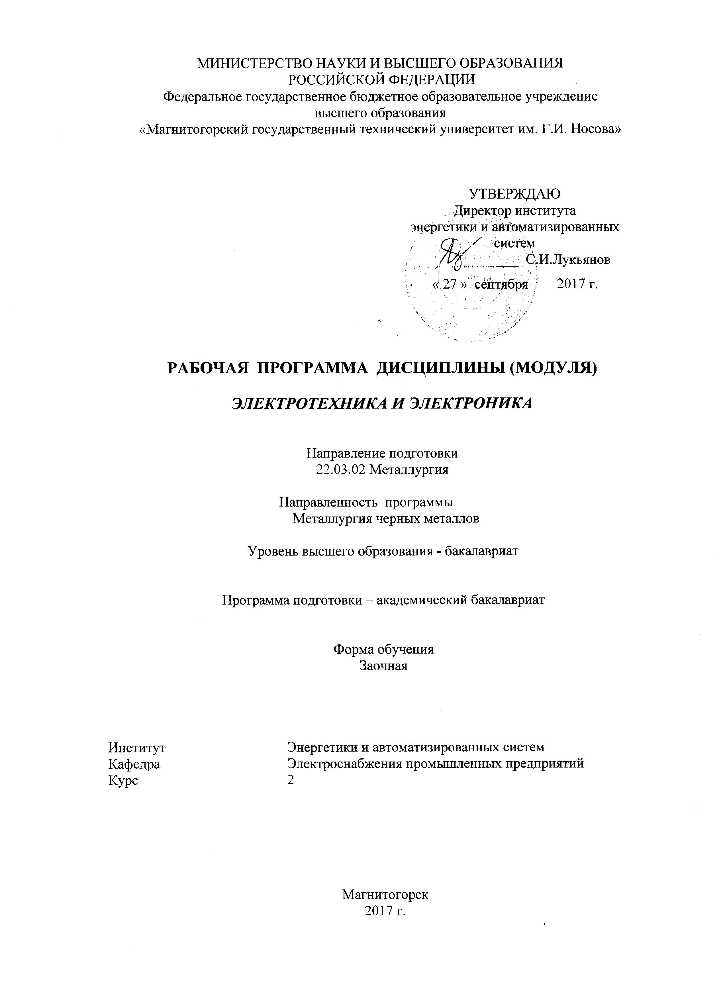 МИНИСТЕРСТВО НАУКИ И ВЫСШЕГО ОБРАЗОВАНИЯ
РОССИЙСКОЙ ФЕДЕРАЦИИ
Федеральное государственное бюджетное образовательное учреждение
высшего образования
«Магнитогорский государственный технический университет им. Г.И. Носова»
УТВЕРЖДАЮ
Директор института
энергетики и автоматизированных
систем
С.И.Лукьянов
« 27 » сентября 2017 г.
РАБОЧАЯ ПРОГРАММА ДИСЦИПЛИНЫ (МОДУЛЯ)
ЭЛЕКТРОТЕХНИКА И ЭЛЕКТРОНИКА
Направление подготовки
22.03.02 Металлургия
Направленность программы
Металлургия черных металлов
Уровень высшего образования - бакалавриат
Программа подготовки – академический бакалавриат
Форма обучения
Заочная
Институт Энергетики и автоматизированных систем
Кафедра Электроснабжения промышленных предприятий
Курс 2
Магнитогорск
2017 г.